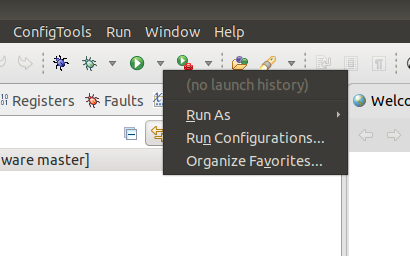 ConfigTools Run Window Help
(no launch history)
Registers Faults Welco
Run As
Run Configurations...
ware master]
Organize Favorites...